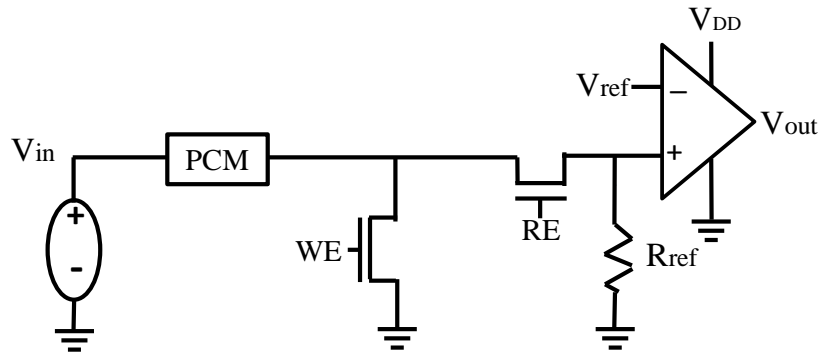 VDD
Vref
−
Vout
Vin
PCM
+
+
-
WE
RE
Rref